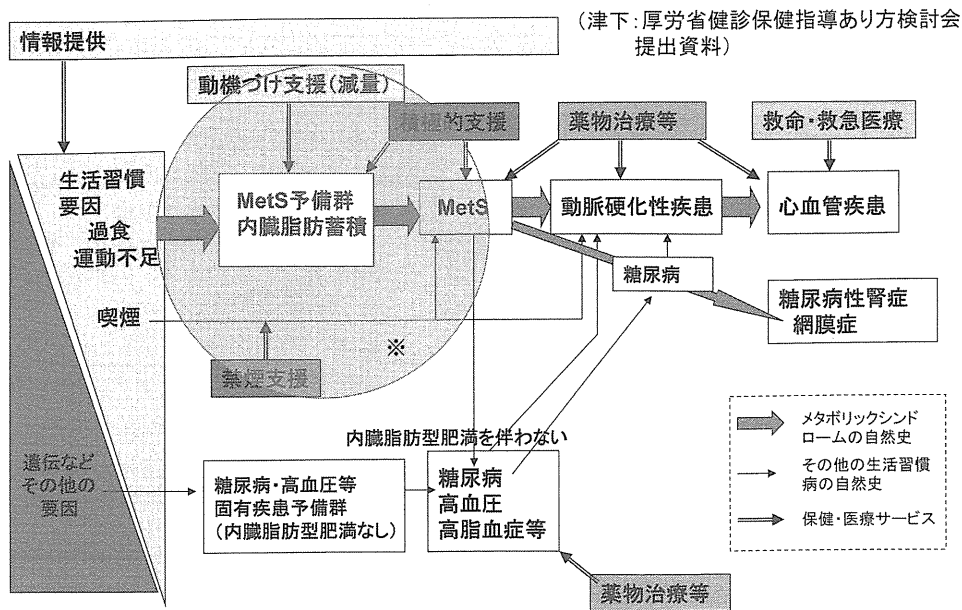 (津下:厚労省健診保健指導あり方検討会
提出資料)
情報提供
動機づけ支援(減量)
積極的支援
薬物治療等
救命・救急医療
生活習慣
要因
過食
運動不足
MetS予備群
内臓脂肪蓄積
MetS
動脈硬化性疾患
心血管疾患
糖尿病
糖尿病性腎症
網膜症
喫煙
※
禁煙支援
内臓脂肪型肥満を伴わない
遺伝など
その他の
要因
糖尿病・高血圧等
固有疾患予備群
(内臓脂肪型肥満なし)
糖尿病
高血圧
高脂血症等
薬物治療等
メタボリックシンド
ロームの自然史
その他の生活習慣
病の自然史
保健・医療サービス